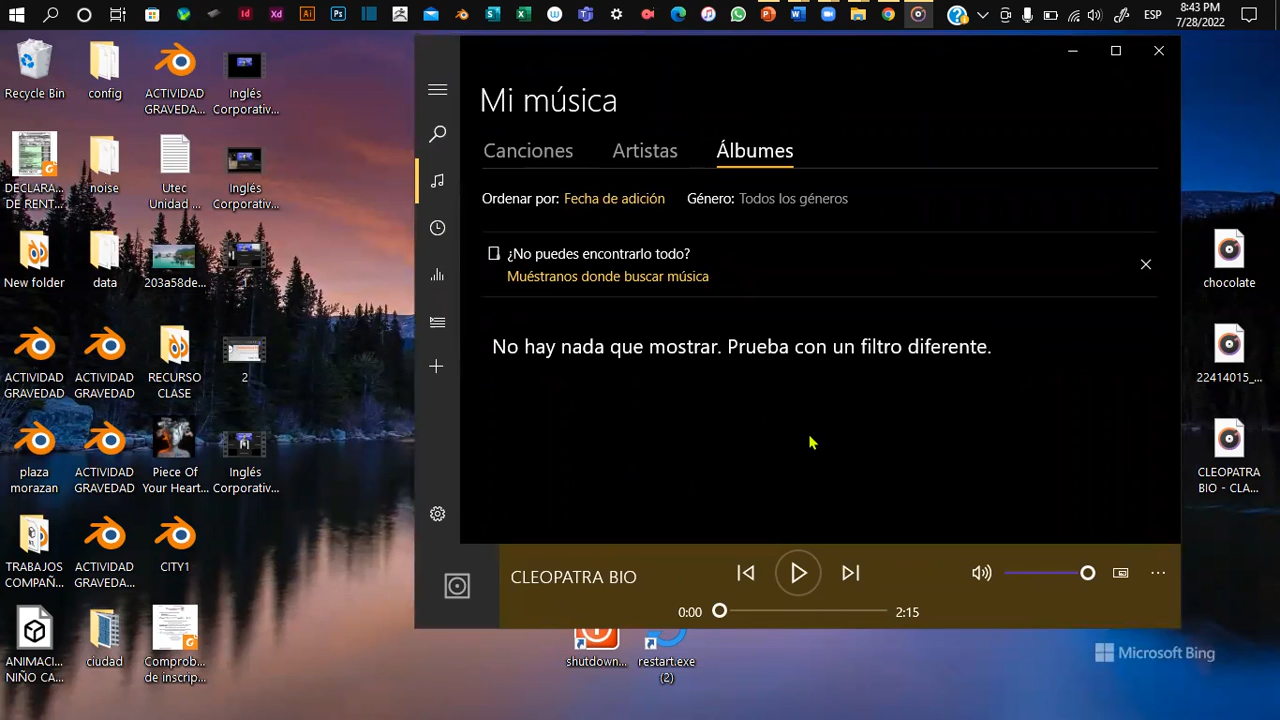 ESP
8:43 PM
7/28/2022
Recycle Bin
config
ACTIVIDAD
GRAVEDA...
Inglés
Corporativ...
DECLARA...
DE RENT...
noise
Utec
Unidad ...
Inglés
Corporativ...
New folder
data
203a58de...
1
ACTIVIDAD
GRAVEDAD
ACTIVIDAD
GRAVEDAD
RECURSO
CLASE
2
plaza
morazan
ACTIVIDAD
GRAVEDAD
Piece Of
Your Heart...
Inglés
Corporativ...
TRABAJOS
COMPAÑ...
ACTIVIDAD
GRAVEDA...
CITY1
ANIMACI...
NIÑO CA...
ciudad
Comprob...
de inscrip...
Mi música
Canciones
Artistas
Álbumes
Ordenar por: Fecha de adición
Género: Todos los géneros
¿No puedes encontrarlo todo?
Muéstranos donde buscar música
No hay nada que mostrar. Prueba con un filtro diferente.
CLEOPATRA BIO
0:00
2:15
shutdown...
restart.exe
(2)
chocolate
22414015_...
CLEOPATRA
BIO - CLA...
Microsoft Bing